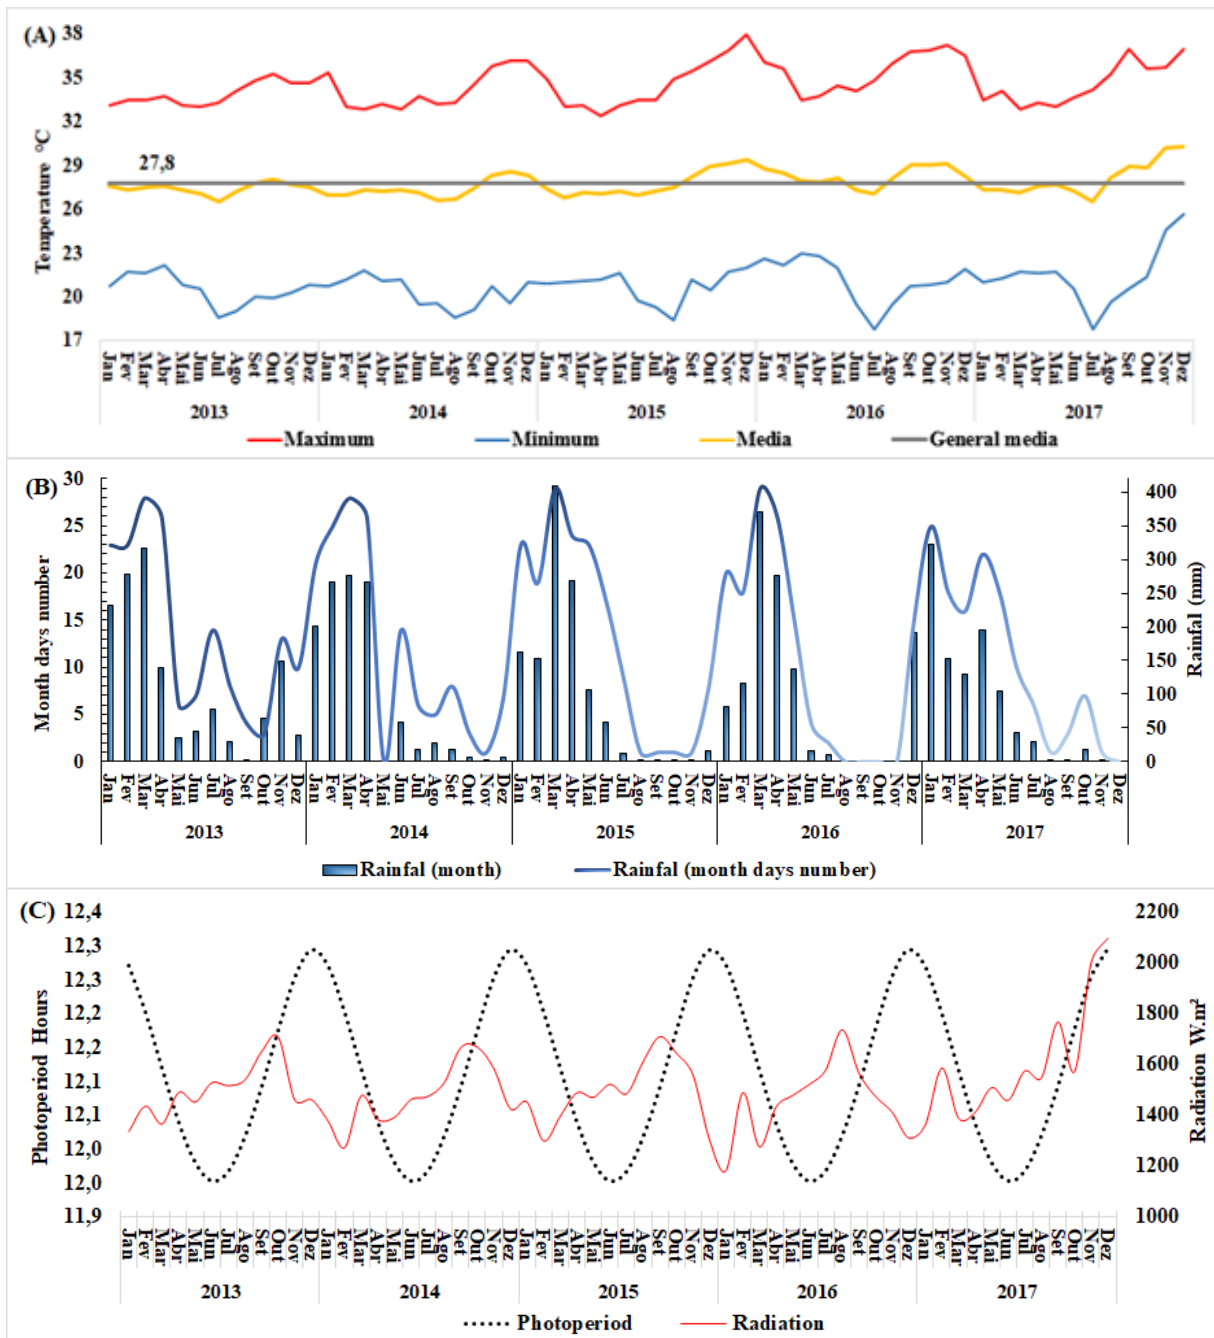 (A)
Temperature °C
38
35
32
29
26
23
20
17
27,8
Jan Fev Mar Abr Mai Jun Jul Ago Set Out Nov Dez Jan Fev Mar Abr Mai Jun Jul Ago Set Out Nov Dez Jan Fev Mar Abr Mai Jun Jul Ago Set Out Nov Dez Jan Fev Mar Abr Mai Jun Jul Ago Set Out Nov Dez Jan Fev Mar Abr Mai Jun Jul Ago Set Out Nov Dez
2013 2014 2015 2016 2017
Maximum Minimum Media General media
(B)
Month days number
30
25
20
15
10
5
0
Rainfal (mm)
400
350
300
250
200
150
100
50
0
Jan Fev Mar Abr Mai Jun Jul Ago Set Out Nov Dez Jan Fev Mar Abr Mai Jun Jul Ago Set Out Nov Dez Jan Fev Mar Abr Mai Jun Jul Ago Set Out Nov Dez Jan Fev Mar Abr Mai Jun Jul Ago Set Out Nov Dez Jan Fev Mar Abr Mai Jun Jul Ago Set Out Nov Dez
2013 2014 2015 2016 2017
Rainfal (month) Rainfal (month days number)
(C)
Photoperiod Hours
12,4
12,3
12,3
12,2
12,2
12,1
12,1
12,0
12,0
11,9
Radiation W.m²
2200
2000
1800
1600
1400
1200
1000
Jan Fev Mar Abr Mai Jun Jul Ago Set Out Nov Dez Jan Fev Mar Abr Mai Jun Jul Ago Set Out Nov Dez Jan Fev Mar Abr Mai Jun Jul Ago Set Out Nov Dez Jan Fev Mar Abr Mai Jun Jul Ago Set Out Nov Dez Jan Fev Mar Abr Mai Jun Jul Ago Set Out Nov Dez
2013 2014 2015 2016 2017
Photoperiod Radiation